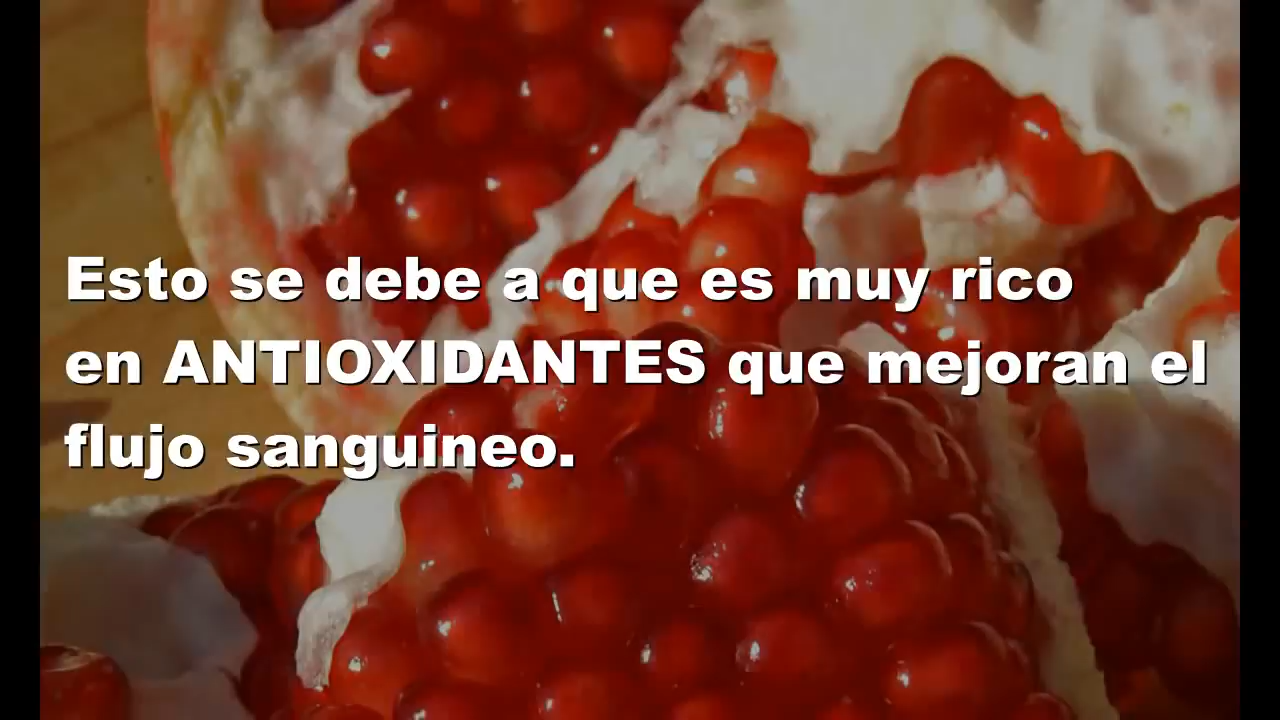 Esto se debe a que es muy rico
en ANTIOXIDANTES que mejoran el
flujo sanguineo.